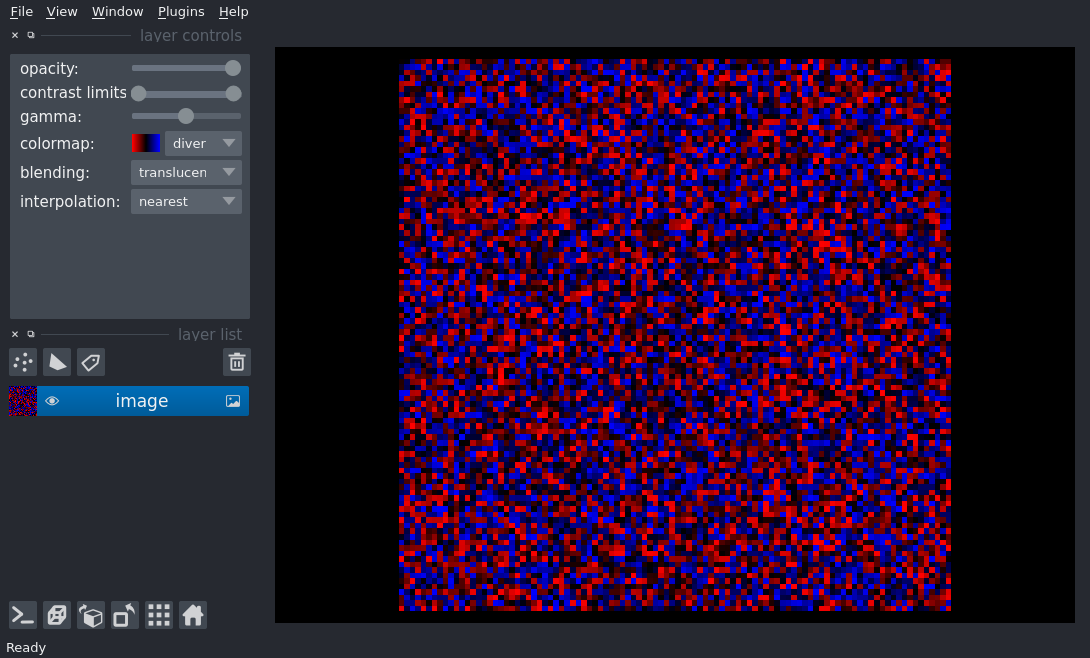 File View Window Plugins Help
layer controls
opacity:
contrast limits
gamma:
colormap: diver
blending: translucen
interpolation: nearest
layer list
image
Ready